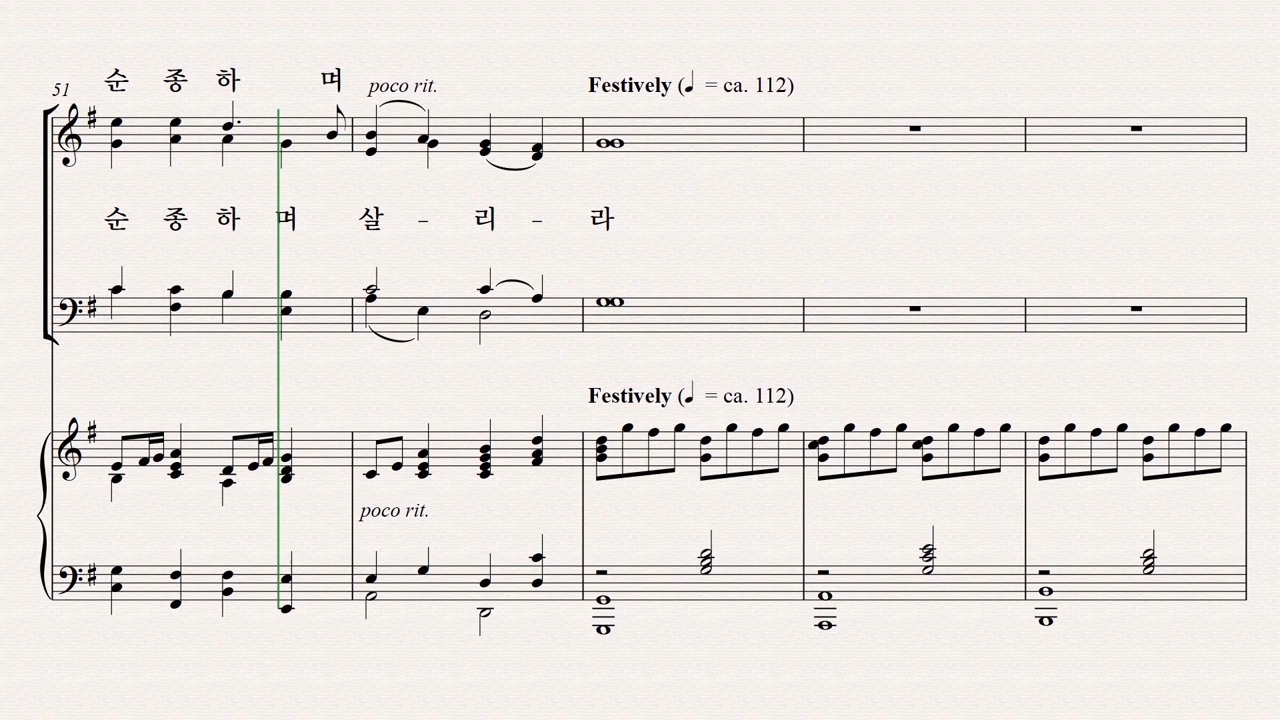 순 종 하 며
51
poco rit.
Festively (♩ = ca. 112)
순 종 하 며 살 - 리 - 라
Festively (♩ = ca. 112)
poco rit.